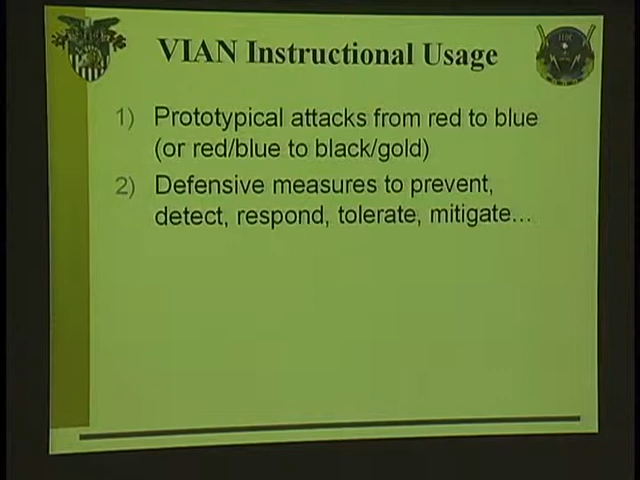 VIAN Instructional Usage
1) Prototypical attacks from red to blue
(or red/blue to black/gold)
2) Defensive measures to prevent,
detect, respond, tolerate, mitigate…